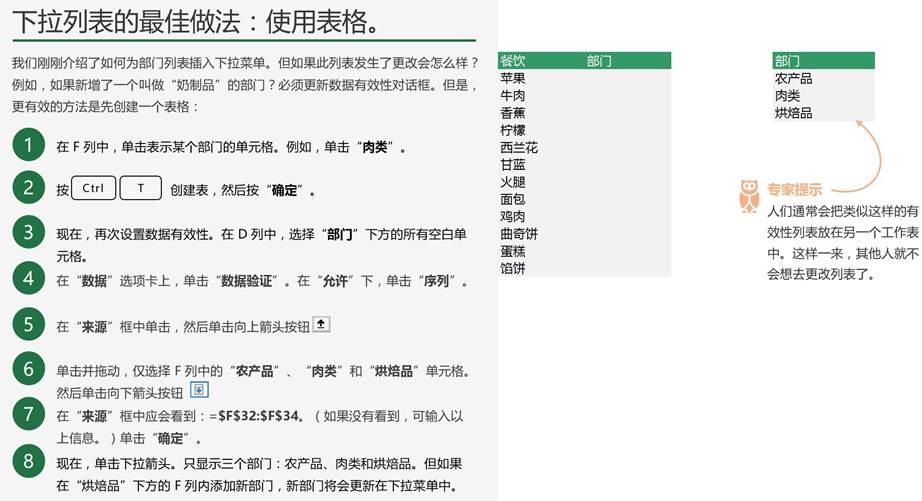 下拉列表的最佳做法：使用表格。
我们刚刚介绍了如何为部门列表插入下拉菜单。但如果此列表发生了更改会怎么样？
例如，如果新增了一个叫做“奶制品”的部门？必须更新数据有效性对话框。但是，
更有效的方法是先创建一个表格：
1 在 F 列中，单击表示某个部门的单元格。例如，单击“肉类”。
2 按 Ctrl T 创建表，然后按“确定”。
3 现在，再次设置数据有效性。在 D 列中，选择“部门”下方的所有空白单
元格。
4 在“数据”选项卡上，单击“数据验证”。在“允许”下，单击“序列”。
5 在“来源”框中单击，然后单击向上箭头按钮
6 单击并拖动，仅选择 F 列中的“农产品”、“肉类”和“烘焙品”单元格。
然后单击向下箭头按钮
7 在“来源”框中应会看到：=$F$32:$F$34。（如果没有看到，可输入以
上信息。）单击“确定”。
8 现在，单击下拉箭头。只显示三个部门：农产品、肉类和烘焙品。但如果
在“烘焙品”下方的 F 列内添加新部门，新部门将会更新在下拉菜单中。
餐饮 部门
苹果
牛肉
香蕉
柠檬
西兰花
甘蓝
火腿
面包
鸡肉
曲奇饼
蛋糕
馅饼
部门
农产品
肉类
烘焙品
专家提示
人们通常会把类似这样的有
效性列表放在另一个工作表
中。这样一来，其他人就不
会想去更改列表了。